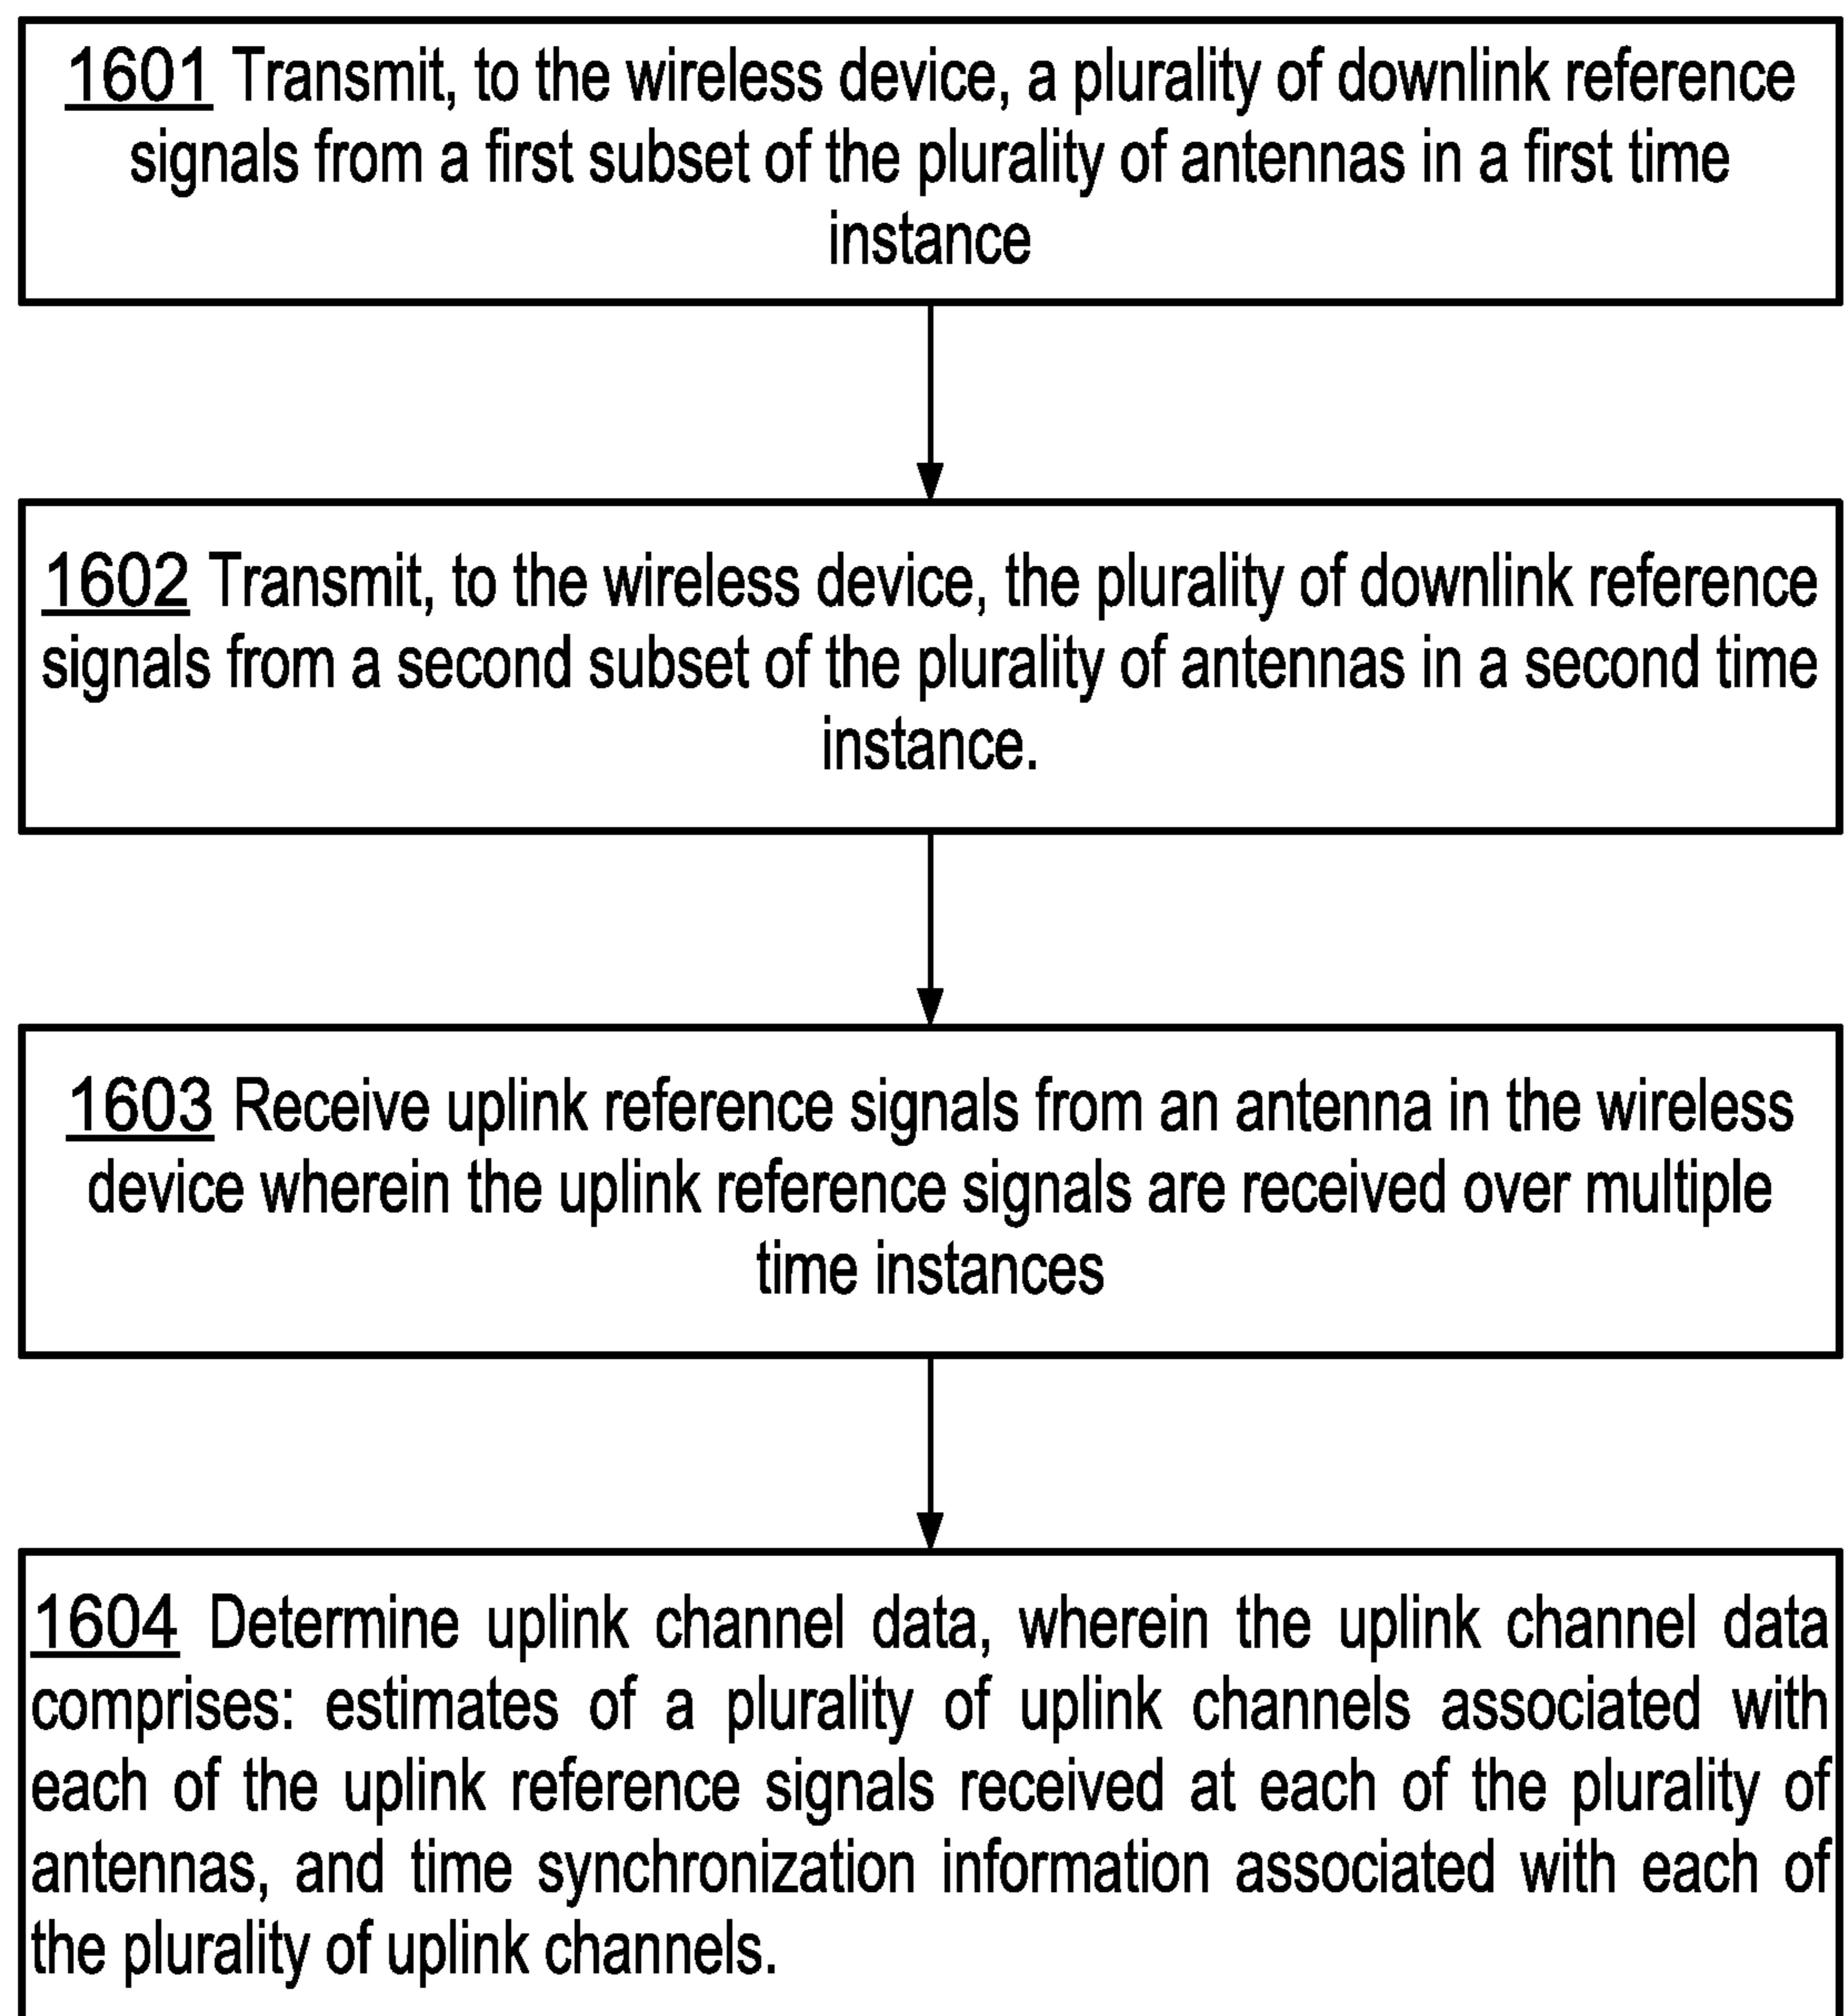 1601 Transmit, to the wireless device, a plurality of downlink reference
signals from a first subset of the plurality of antennas in a first time
instance
1602 Transmit, to the wireless device, the plurality of downlink reference
signals from a second subset of the plurality of antennas in a second time
instance.
1603 Receive uplink reference signals from an antenna in the wireless
device wherein the uplink reference signals are received over multiple
time instances
1604 Determine uplink channel data, wherein the uplink channel data
comprises: estimates of a plurality of uplink channels associated with
each of the uplink reference signals received at each of the plurality of
antennas, and time synchronization information associated with each of
the plurality of uplink channels.